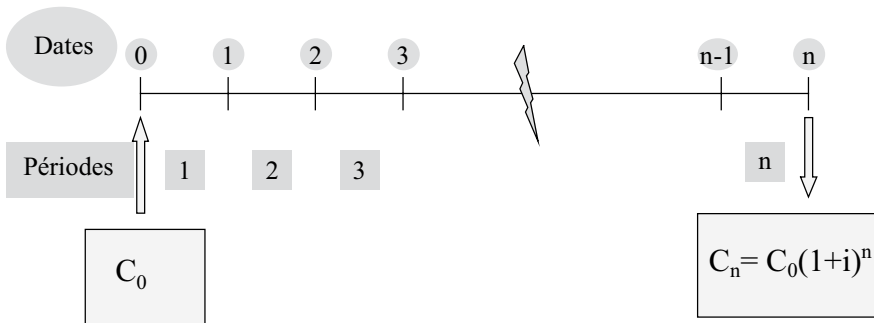 Dates 0 1 2 3 n-1 n
Périodes 1 2 3 n
C₀ Cₙ= C₀(1+i)ⁿ